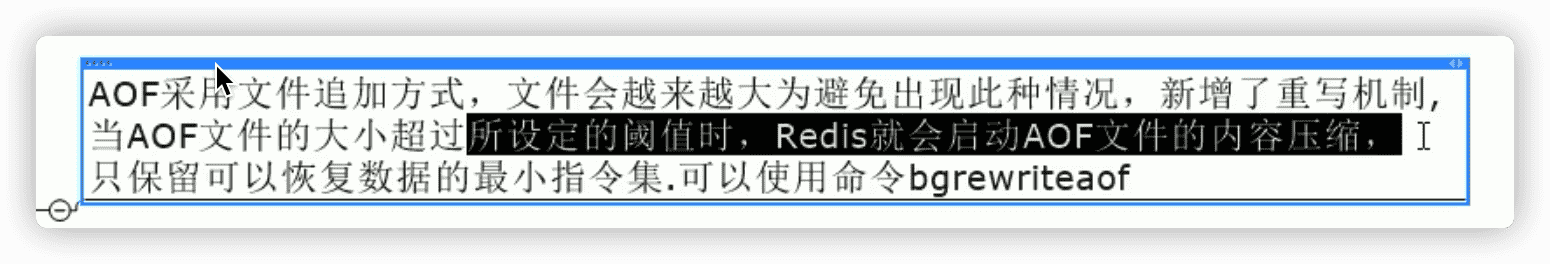 AOF采用文件追加方式，文件会越来越大为避免出现此种情况，新增了重写机制,
当AOF文件的大小超过所设定的阈值时，Redis就会启动AOF文件的内容压缩，
只保留可以恢复数据的最小指令集.可以使用命令bgrewriteaof